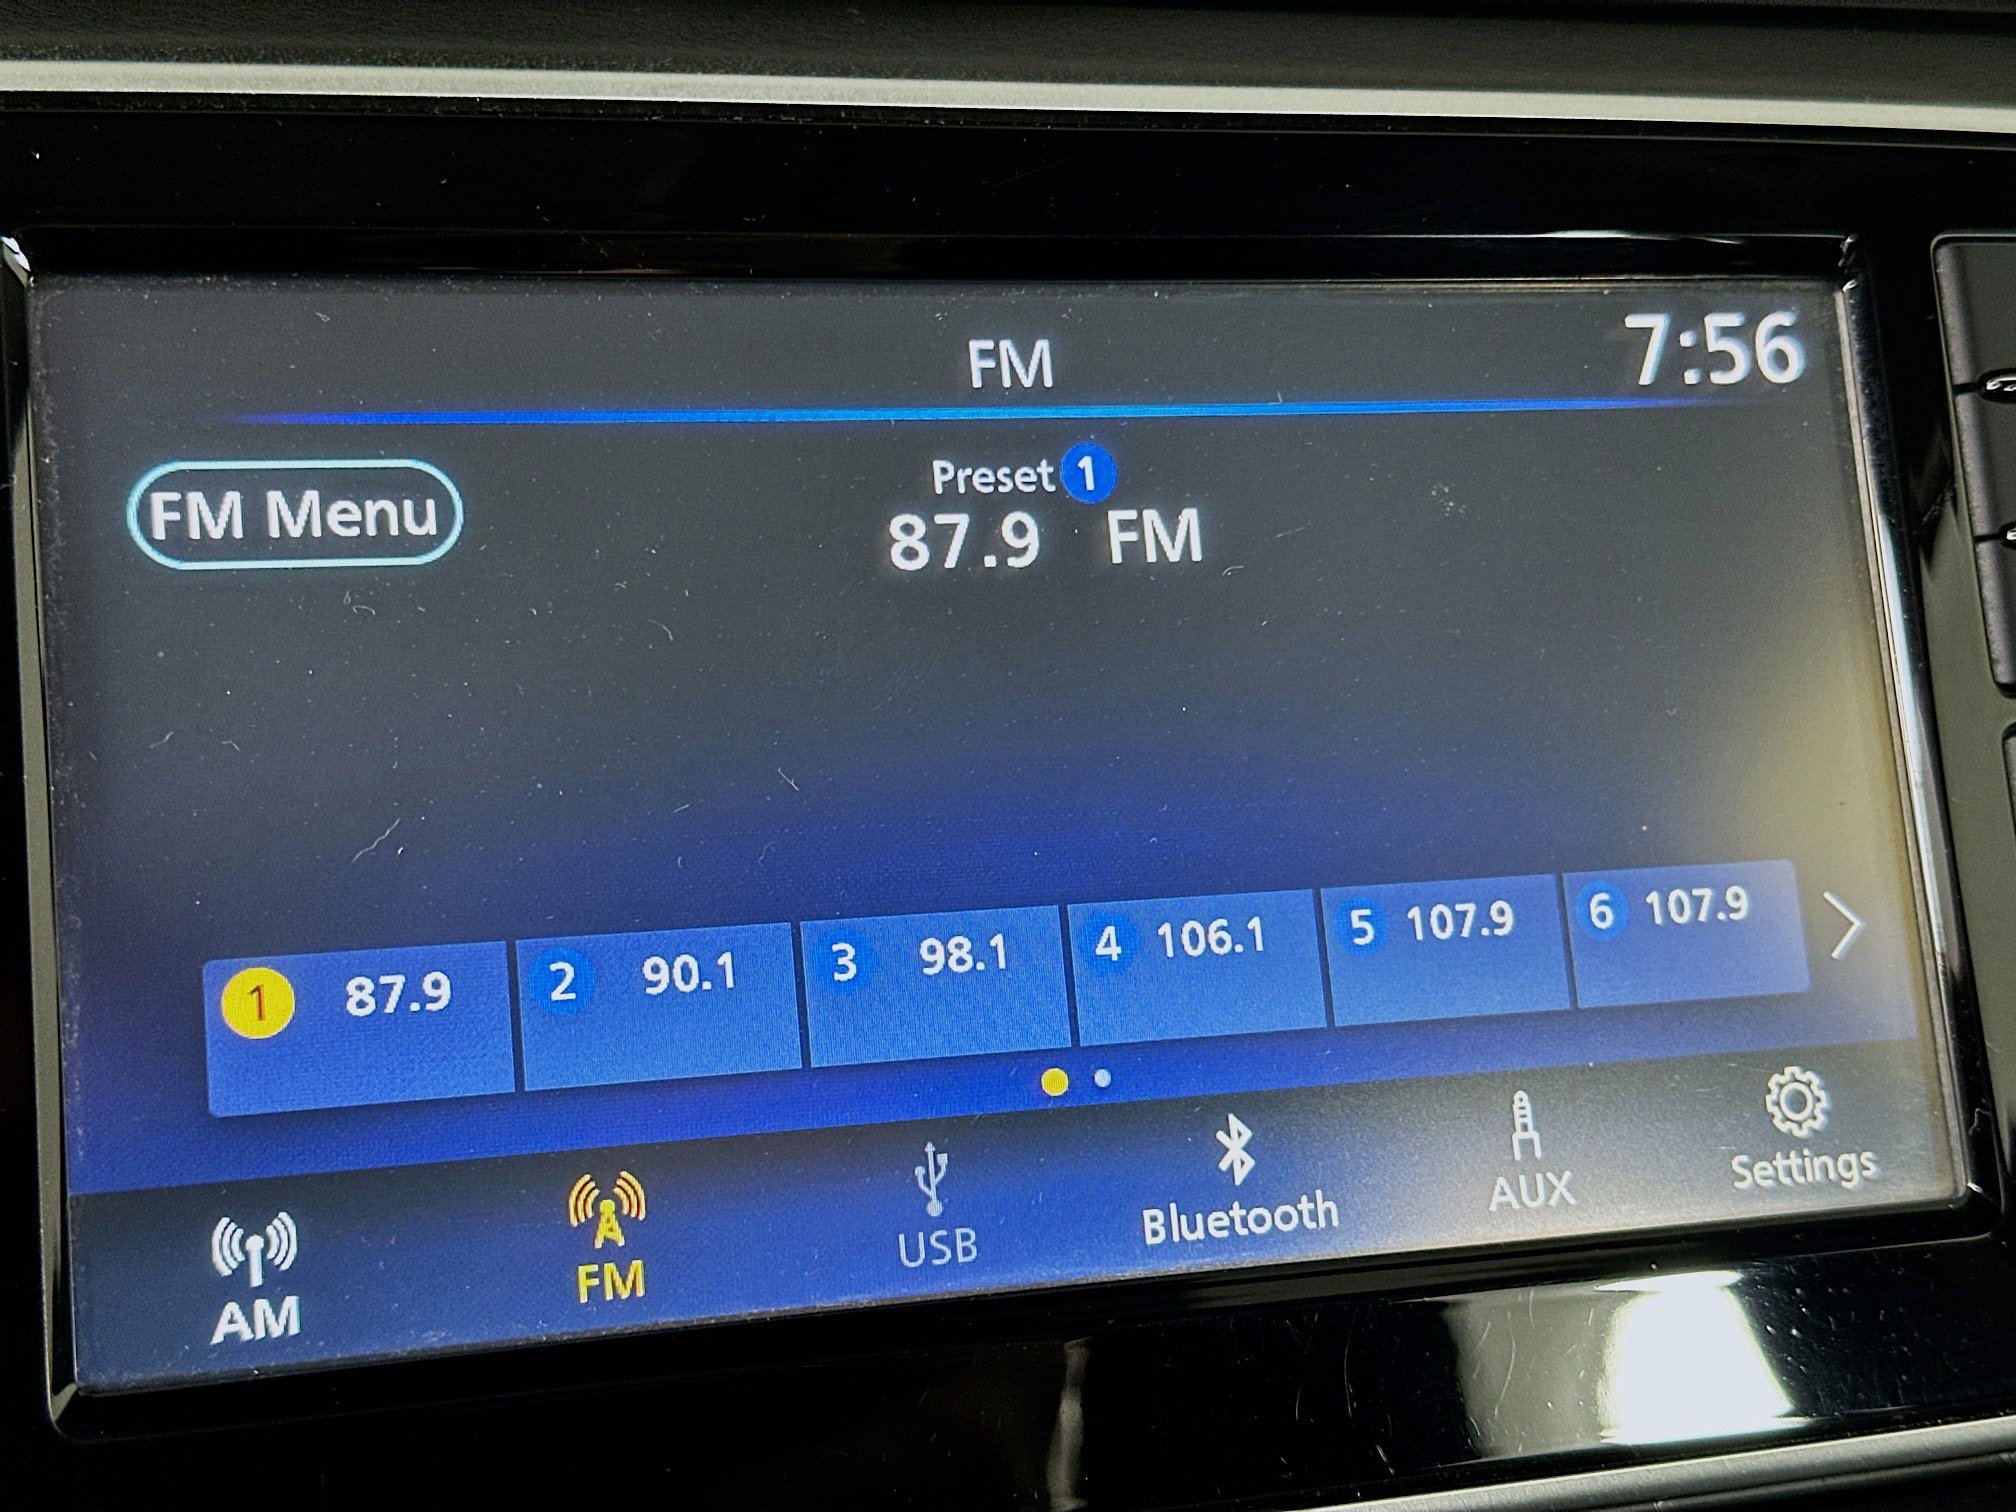 FM
7:56
FM Menu
Preset 1
87.9 FM
1 87.9
2 90.1
3 98.1
4 106.1
5 107.9
6 107.9
AM
FM
USB
Bluetooth
AUX
Settings